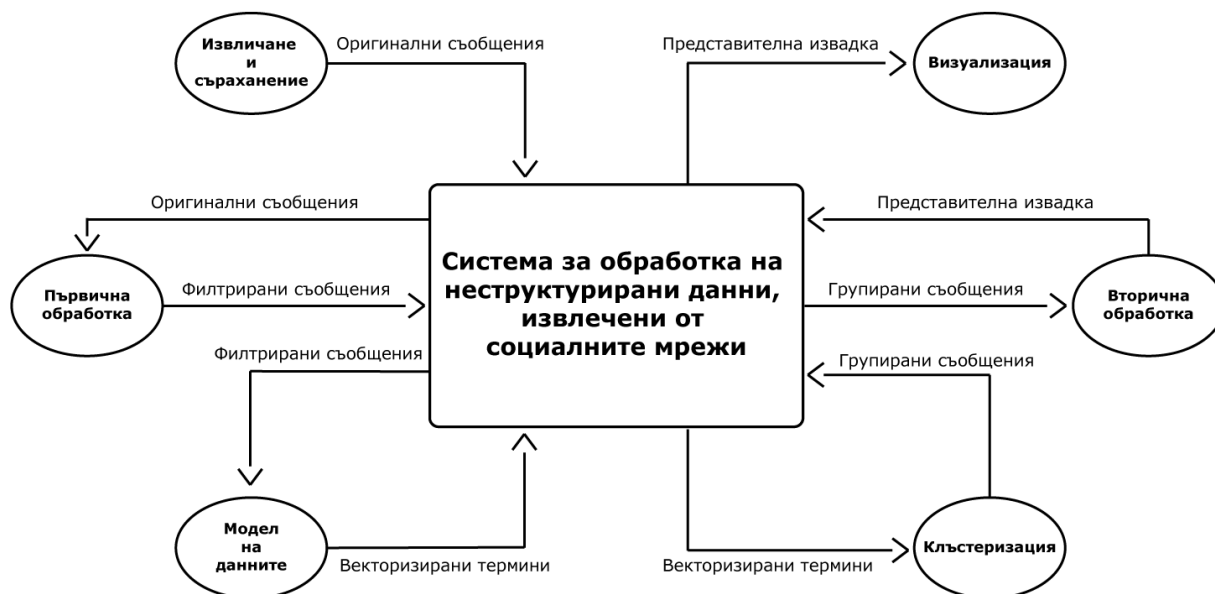 Извличане
и
съраханение
Оригинални съобщения
Представителна извадка
Визуализация
Оригинални съобщения
Представителна извадка
Първична
обработка
Филтрирани съобщения
Система за обработка на
неструктурирани данни,
извлечени от
социалните мрежи
Групирани съобщения
Вторична
обработка
Филтрирани съобщения
Групирани съобщения
Модел
на
данните
Векторизирани термини
Векторизирани термини
Клъстеризация